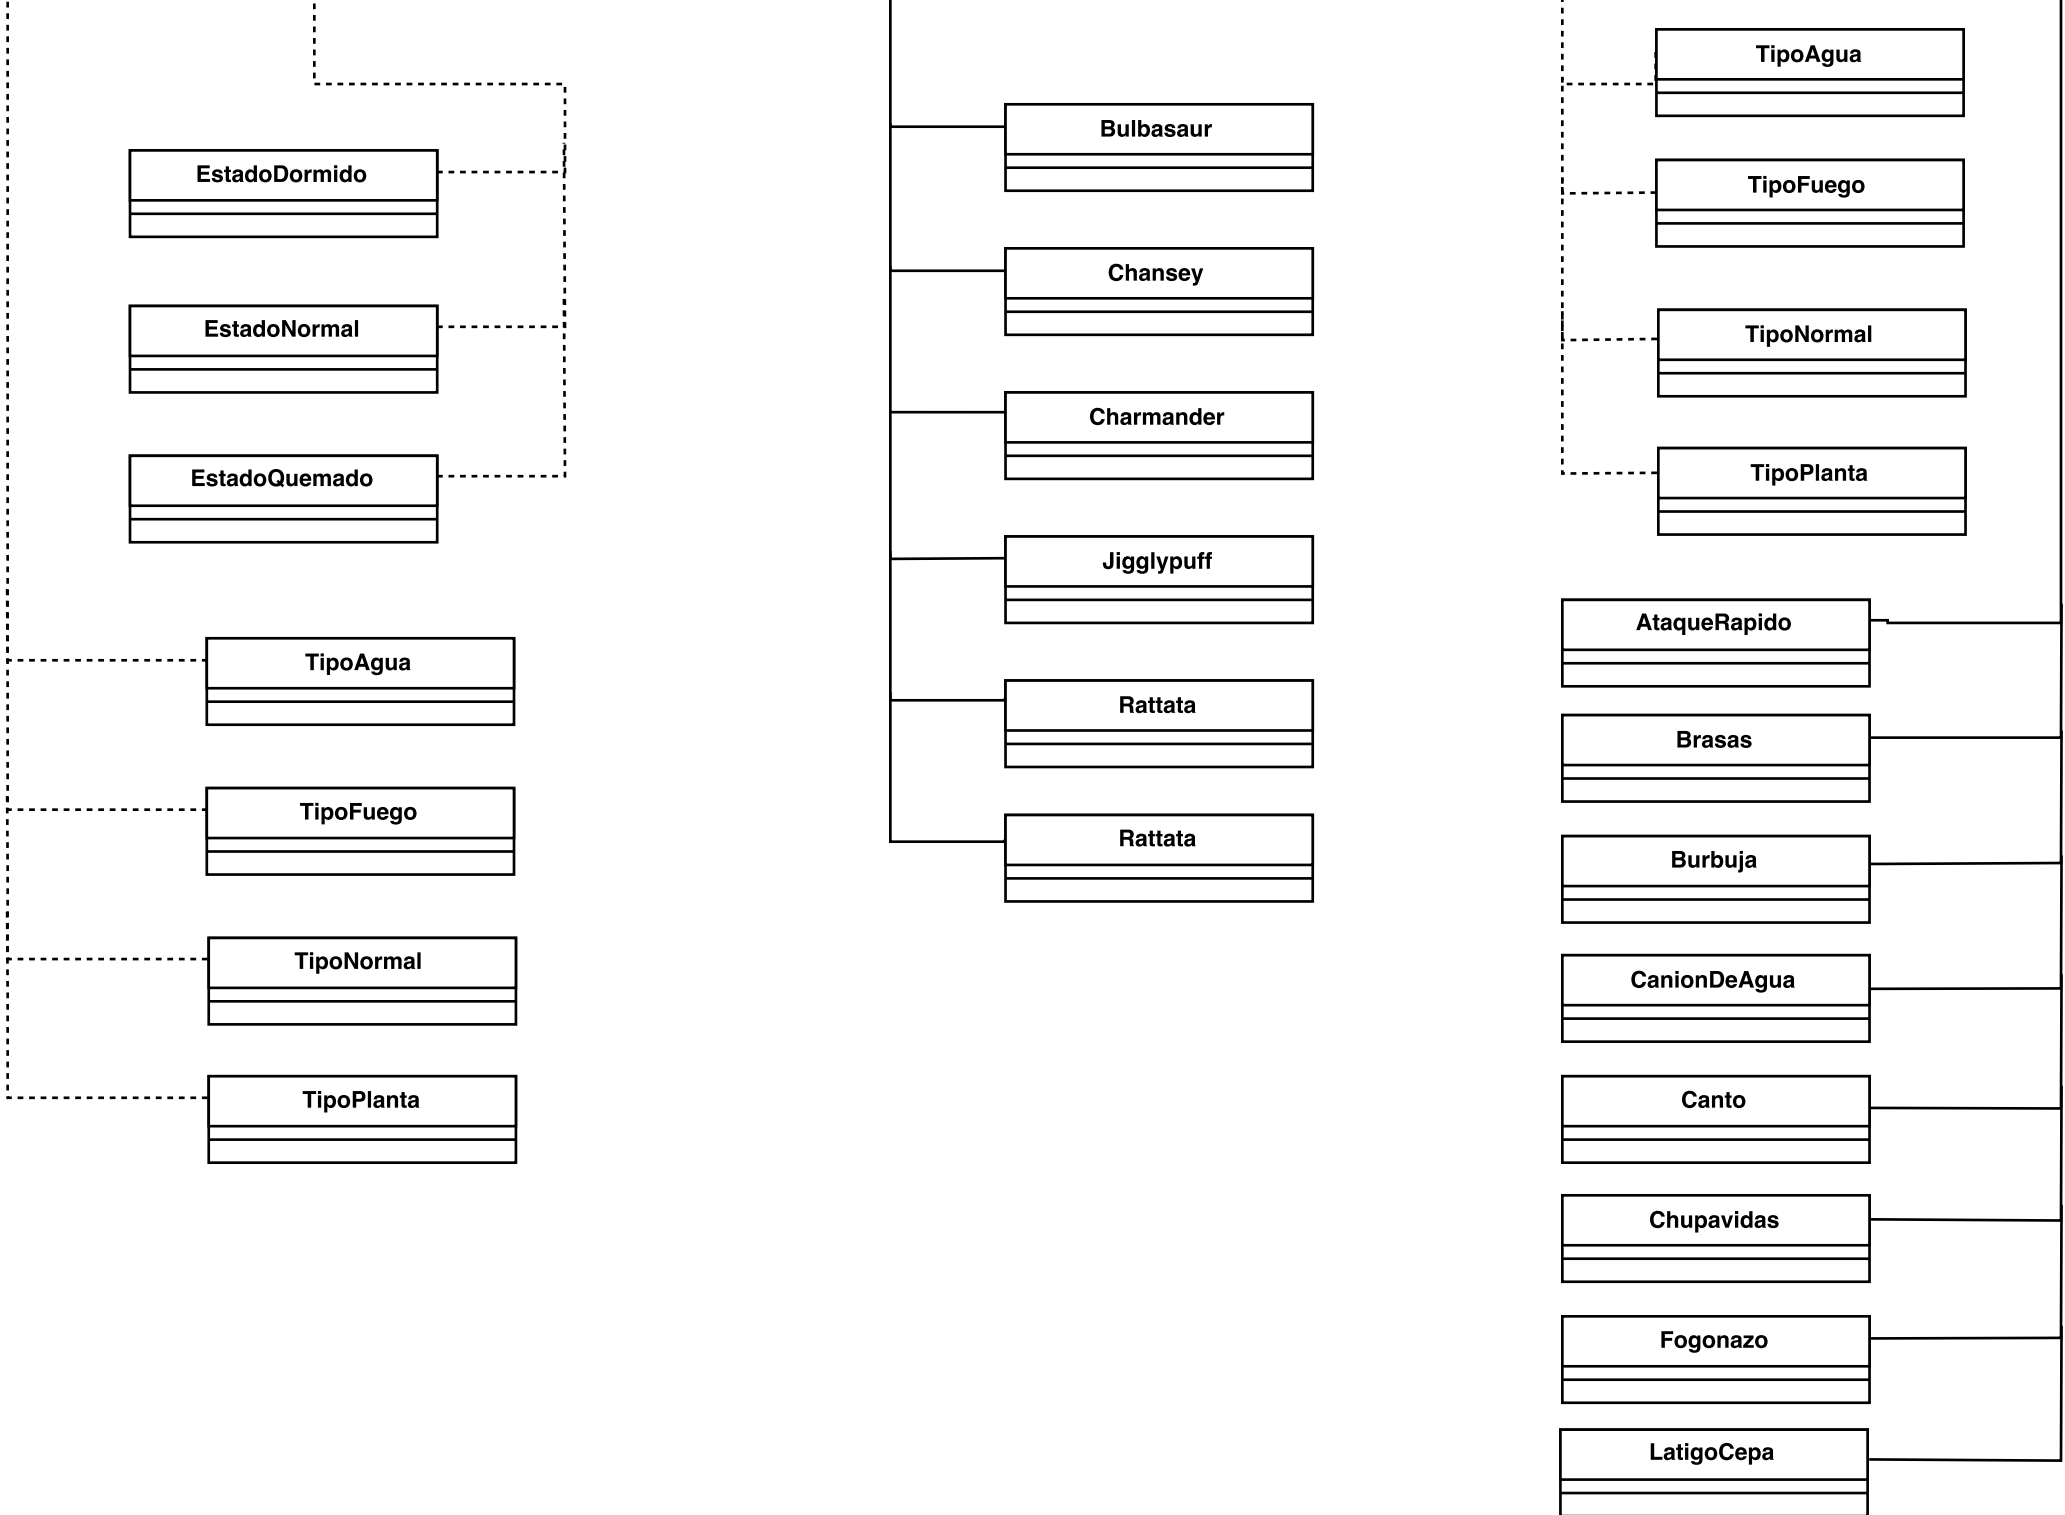 EstadoDormido
EstadoNormal
EstadoQuemado
TipoAgua
TipoFuego
TipoNormal
TipoPlanta
Bulbasaur
Chansey
Charmander
Jigglypuff
Rattata
Rattata
TipoAgua
TipoFuego
TipoNormal
TipoPlanta
AtaqueRapido
Brasas
Burbuja
CanionDeAgua
Canto
Chupavidas
Fogonazo
LatigoCepa